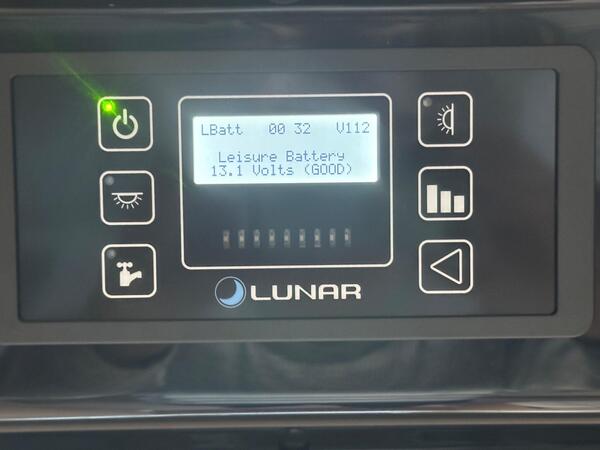 LBatt 00 32 V112
Leisure Battery
13.1 Volts (GOOD)
LUNAR